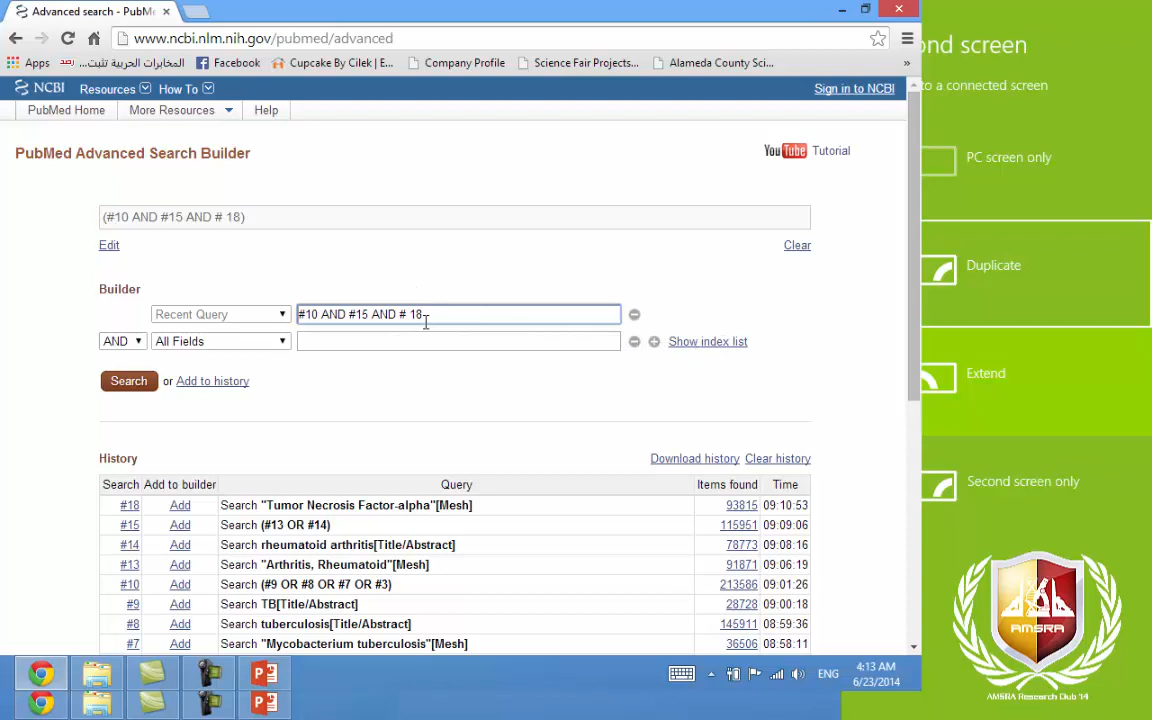 Advanced search - PubM
www.ncbi.nlm.nih.gov/pubmed/advanced
Apps رصد المخابرات الحربية تثبت... Facebook Cupcake By Cilek | E... Company Profile Science Fair Projects... Alameda County Sci... »
NCBI Resources How To Sign in to NCBI
PubMed Home More Resources Help
PubMed Advanced Search Builder
You Tube Tutorial
(#10 AND #15 AND # 18)
Edit Clear
Builder
Recent Query #10 AND #15 AND # 18
AND All Fields Show index list
Search or Add to history
History Download history Clear history
Search Add to builder Query Items found Time
#18 Add Search "Tumor Necrosis Factor-alpha"[Mesh] 93815 09:10:53
#15 Add Search (#13 OR #14) 115951 09:09:06
#14 Add Search rheumatoid arthritis[Title/Abstract] 78773 09:08:16
#13 Add Search "Arthritis, Rheumatoid"[Mesh] 91871 09:06:19
#10 Add Search (#9 OR #8 OR #7 OR #3) 213586 09:01:26
#9 Add Search TB[Title/Abstract] 28728 09:00:18
#8 Add Search tuberculosis[Title/Abstract] 145911 08:59:36
#7 Add Search "Mycobacterium tuberculosis"[Mesh] 36506 08:58:11
ENG
4:13 AM
6/23/2014
ond screen
to a connected screen
PC screen only
Duplicate
Extend
Second screen only
AMSRA
AMSRA Research Club '14